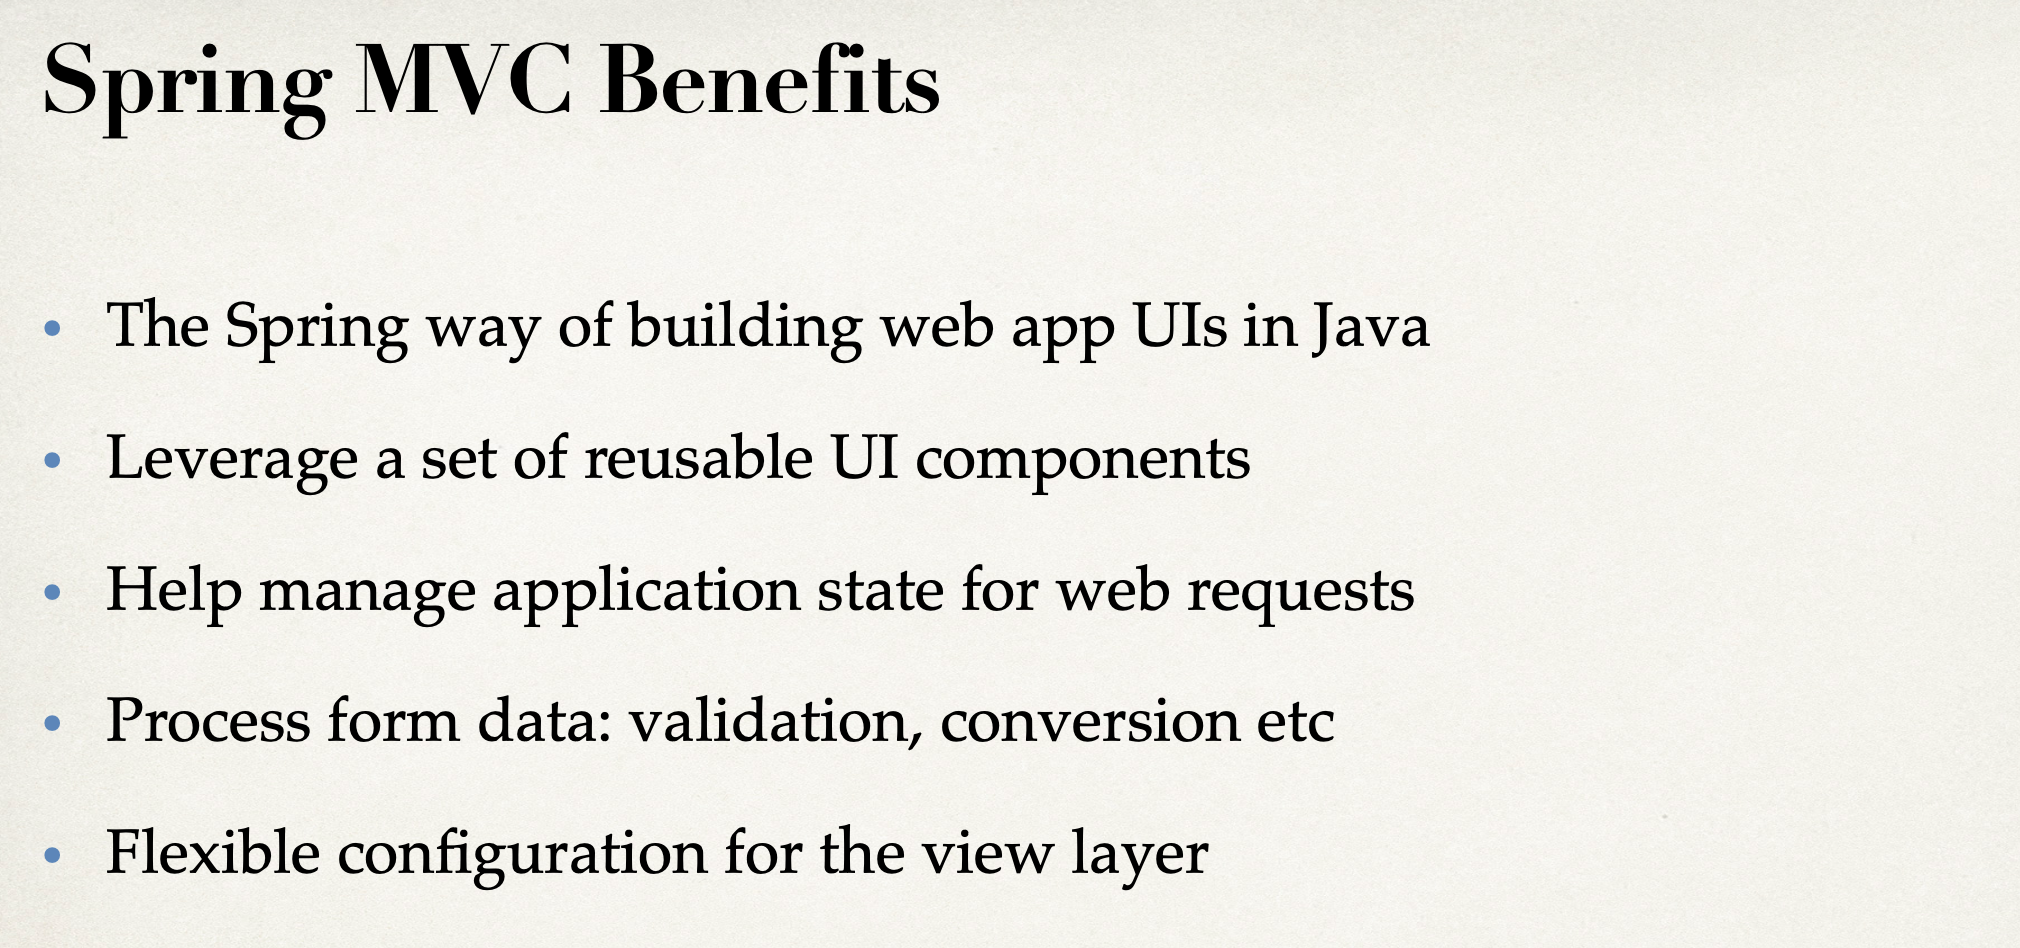 Spring MVC Benefits
• The Spring way of building web app UIs in Java
• Leverage a set of reusable UI components
• Help manage application state for web requests
• Process form data: validation, conversion etc
• Flexible configuration for the view layer